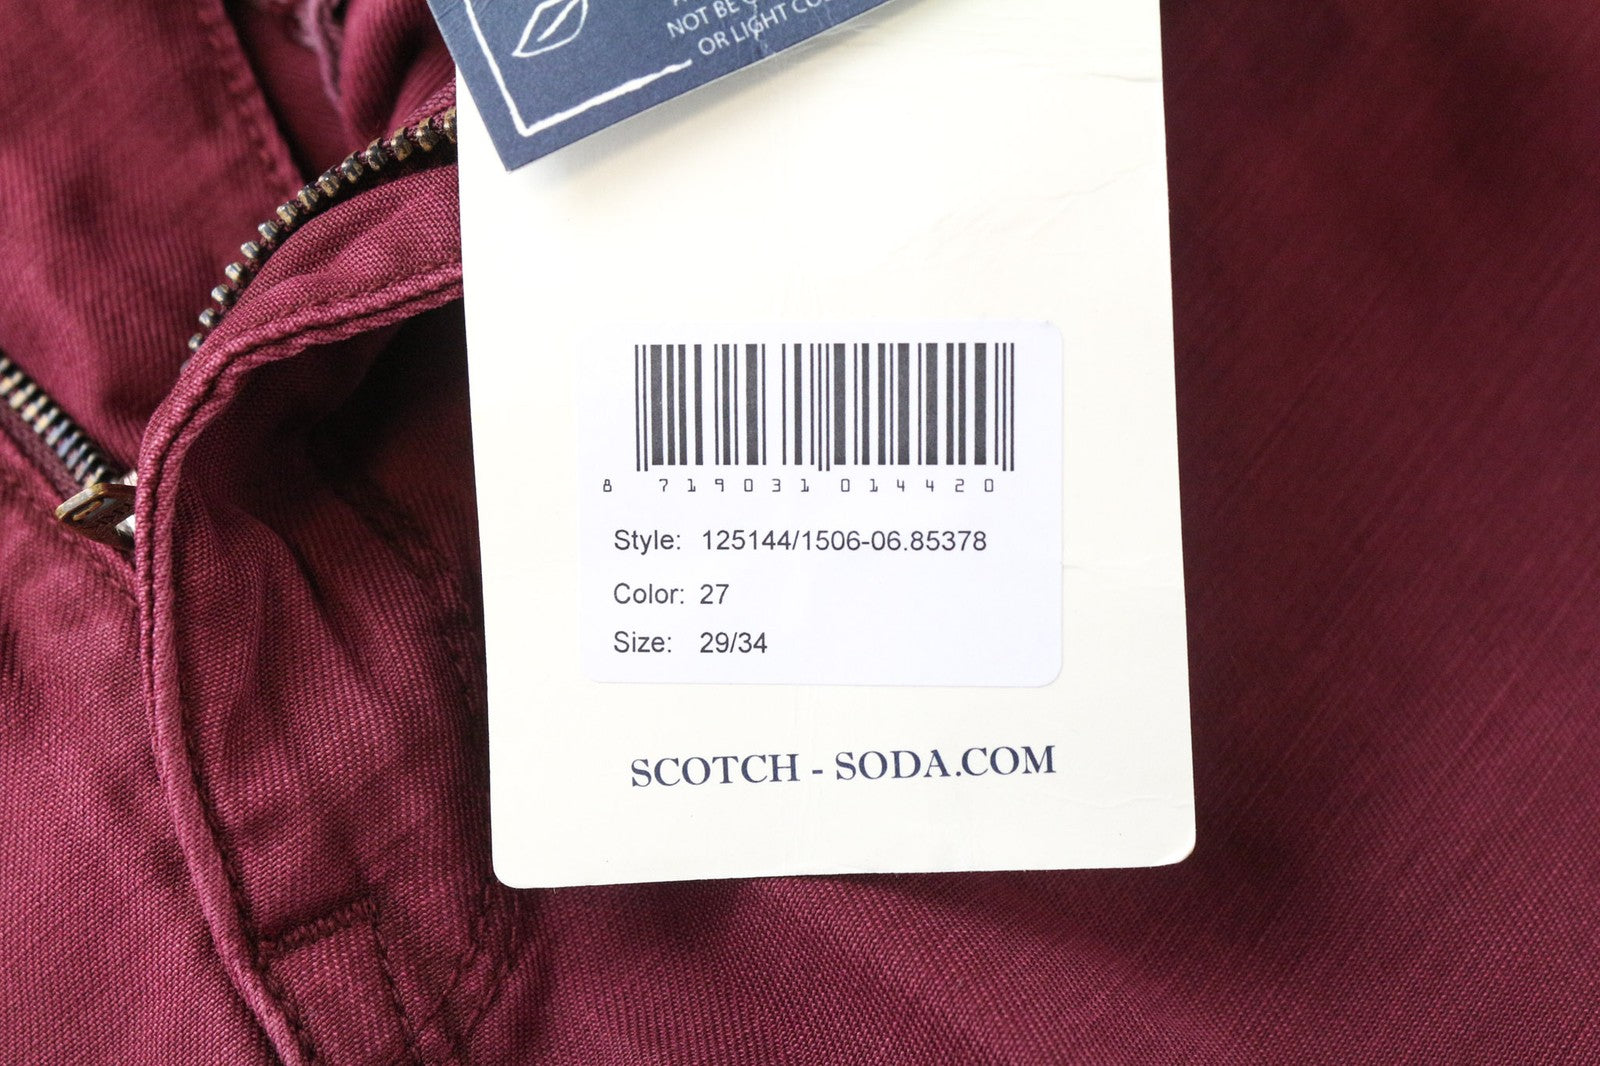 NOT BE
OR LIGHT
8 719031 014420
Style: 125144/1506-06.85378
Color: 27
Size: 29/34
SCOTCH - SODA.COM